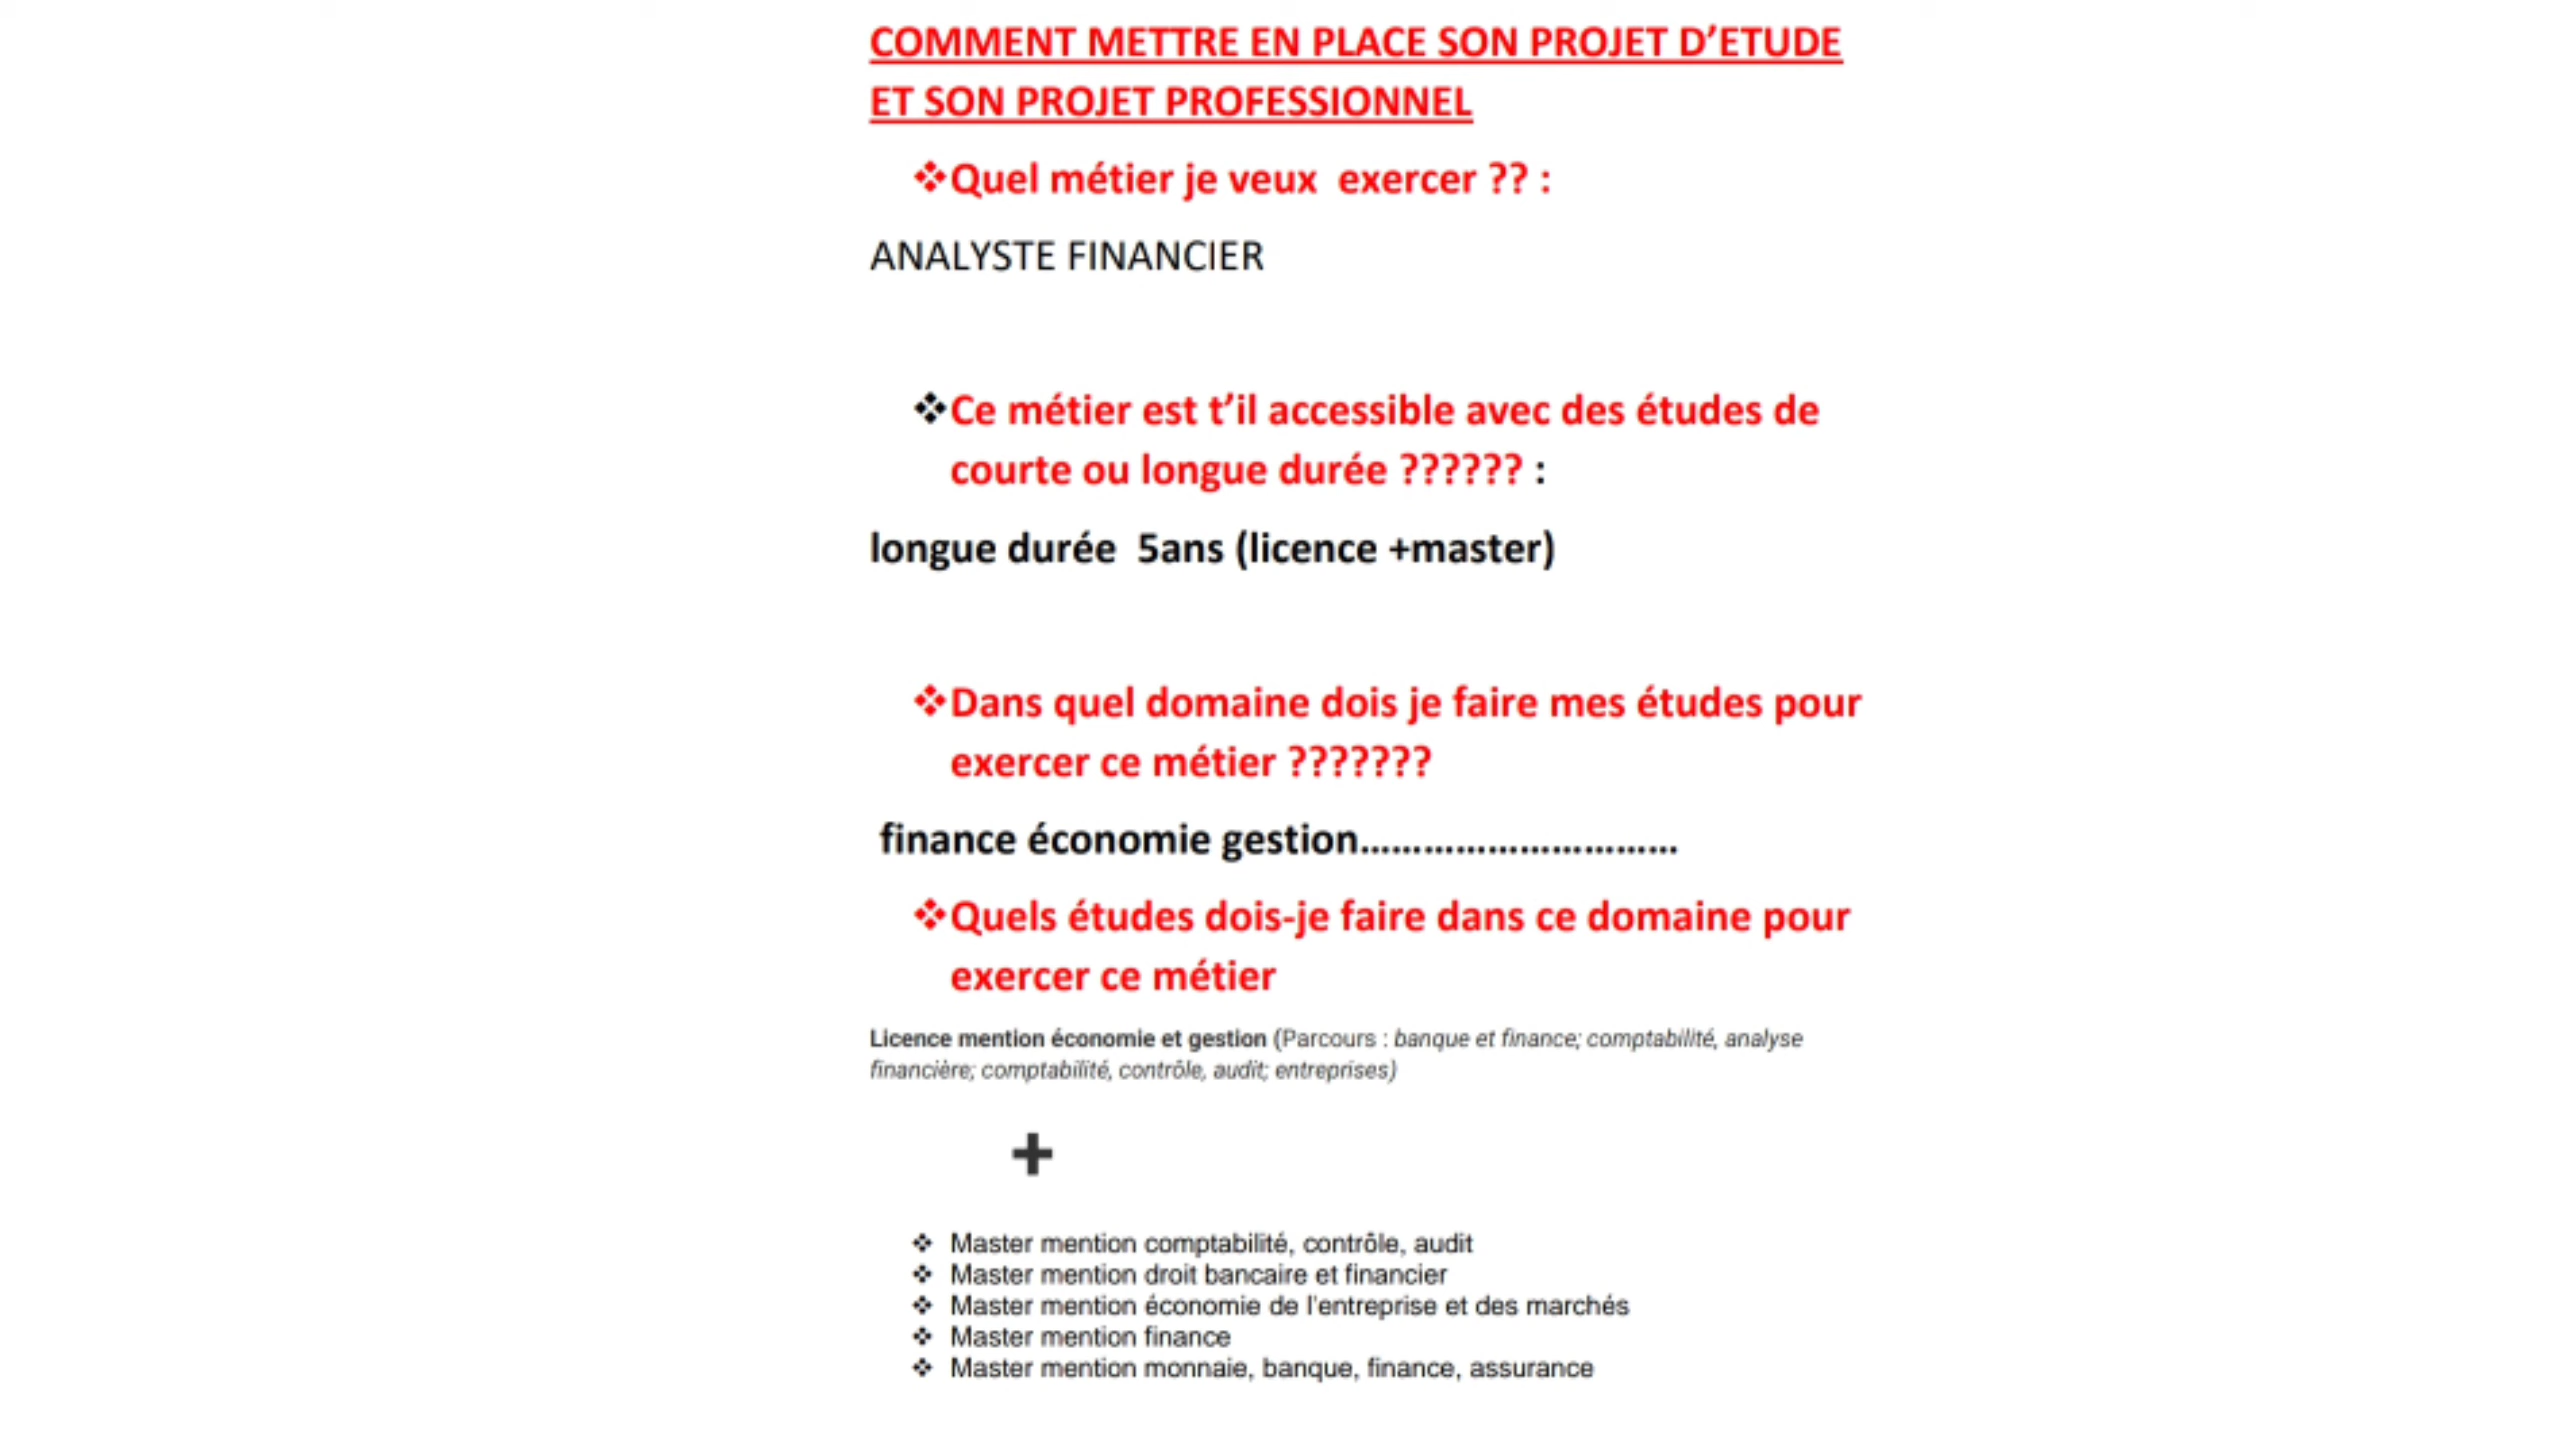 COMMENT METTRE EN PLACE SON PROJET D’ETUDE
ET SON PROJET PROFESSIONNEL
❖Quel métier je veux  exercer ?? :
ANALYSTE FINANCIER
❖Ce métier est t’il accessible avec des études de
courte ou longue durée ?????? :
longue durée  5ans (licence +master)
❖Dans quel domaine dois je faire mes études pour
exercer ce métier ???????
finance économie gestion…………………………
❖Quels études dois-je faire dans ce domaine pour
exercer ce métier
Licence mention économie et gestion (Parcours : banque et finance; comptabilité, analyse
financière; comptabilité, contrôle, audit; entreprises)
+
❖ Master mention comptabilité, contrôle, audit
❖ Master mention droit bancaire et financier
❖ Master mention économie de l'entreprise et des marchés
❖ Master mention finance
❖ Master mention monnaie, banque, finance, assurance